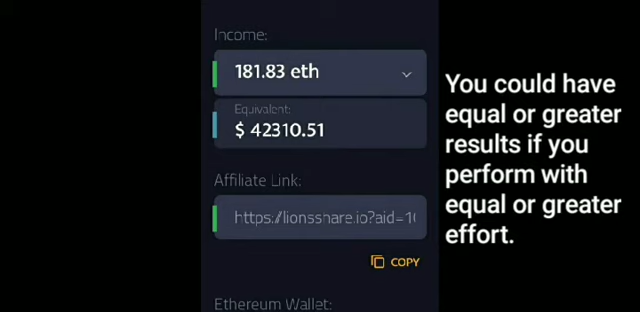 Income:
181.83 eth
Equivalent:
$ 42310.51
Affiliate Link:
https://lionsshare.io?aid=1
COPY
Ethereum Wallet:
You could have
equal or greater
results if you
perform with
equal or greater
effort.